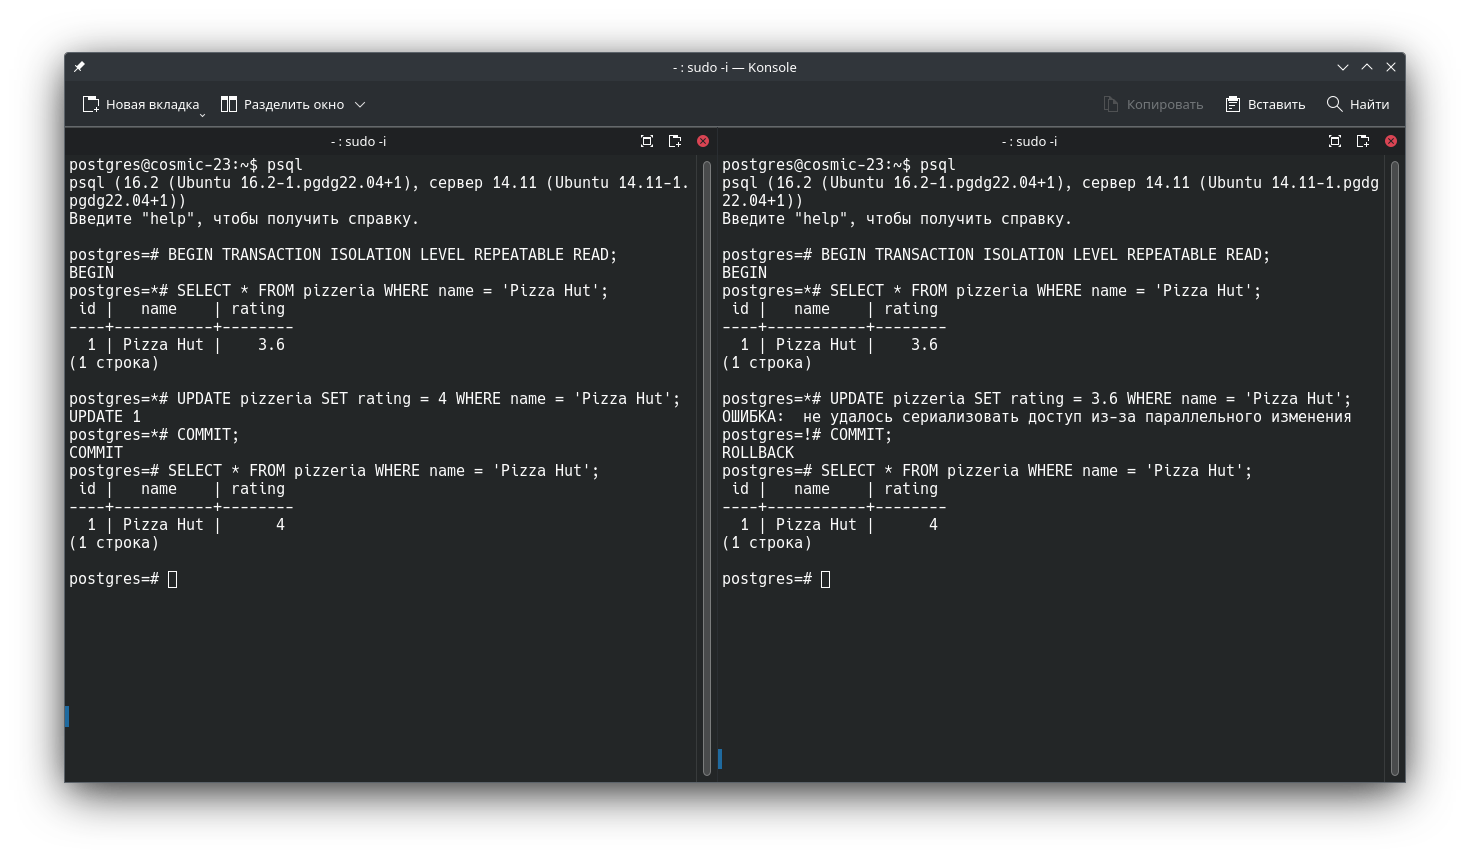 - : sudo -i — Konsole
Новая вкладка Разделить окно Копировать Вставить Найти
- : sudo -i
postgres@cosmic-23:~$ psql
psql (16.2 (Ubuntu 16.2-1.pgdg22.04+1), сервер 14.11 (Ubuntu 14.11-1.
pgdg22.04+1))
Введите "help", чтобы получить справку.
postgres=# BEGIN TRANSACTION ISOLATION LEVEL REPEATABLE READ;
BEGIN
postgres=*# SELECT * FROM pizzeria WHERE name = 'Pizza Hut';
 id |   name    | rating
----+-----------+--------
  1 | Pizza Hut |    3.6
(1 строка)
postgres=*# UPDATE pizzeria SET rating = 4 WHERE name = 'Pizza Hut';
UPDATE 1
postgres=*# COMMIT;
COMMIT
postgres=# SELECT * FROM pizzeria WHERE name = 'Pizza Hut';
 id |   name    | rating
----+-----------+--------
  1 | Pizza Hut |      4
(1 строка)
postgres=#
- : sudo -i
postgres@cosmic-23:~$ psql
psql (16.2 (Ubuntu 16.2-1.pgdg22.04+1), сервер 14.11 (Ubuntu 14.11-1.pgdg
22.04+1))
Введите "help", чтобы получить справку.
postgres=# BEGIN TRANSACTION ISOLATION LEVEL REPEATABLE READ;
BEGIN
postgres=*# SELECT * FROM pizzeria WHERE name = 'Pizza Hut';
 id |   name    | rating
----+-----------+--------
  1 | Pizza Hut |    3.6
(1 строка)
postgres=*# UPDATE pizzeria SET rating = 3.6 WHERE name = 'Pizza Hut';
ОШИБКА:  не удалось сериализовать доступ из-за параллельного изменения
postgres=!# COMMIT;
ROLLBACK
postgres=# SELECT * FROM pizzeria WHERE name = 'Pizza Hut';
 id |   name    | rating
----+-----------+--------
  1 | Pizza Hut |      4
(1 строка)
postgres=#